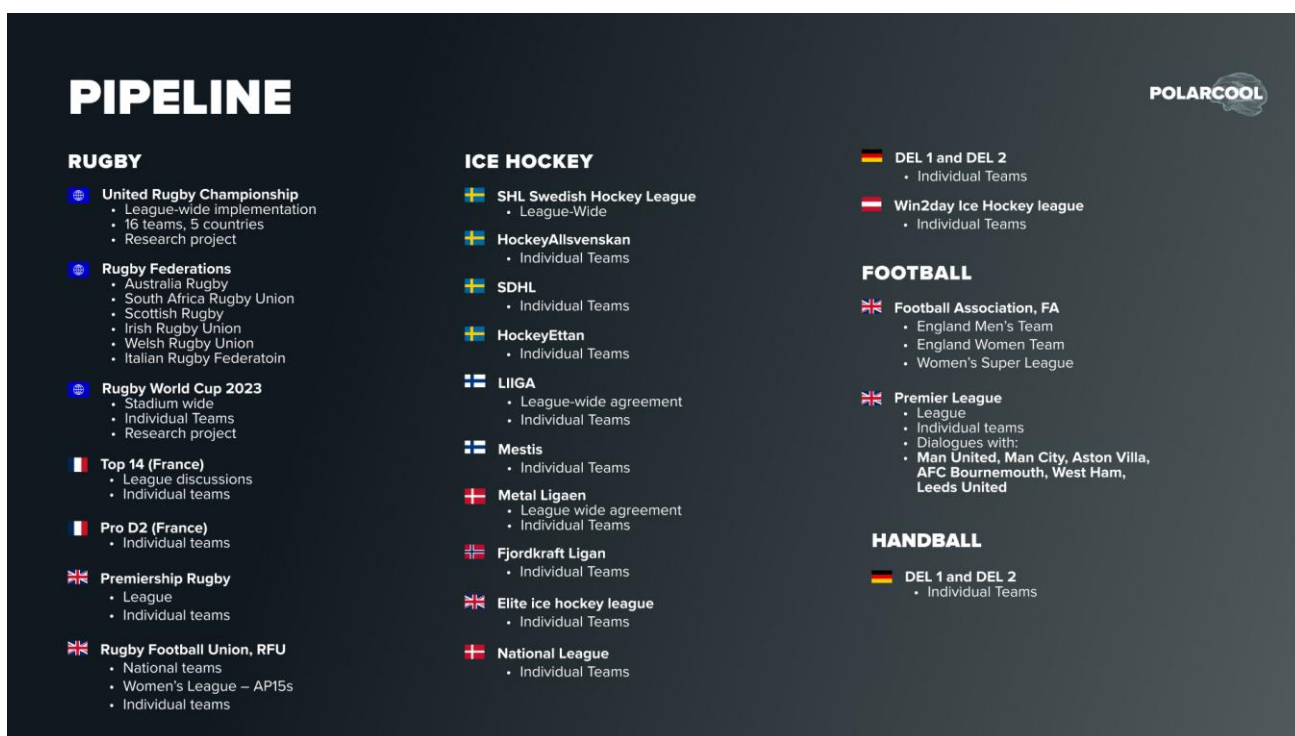 PIPELINE
POLARCOOL
RUGBY
United Rugby Championship
• League-wide implementation
• 16 teams, 5 countries
• Research project
Rugby Federations
• Australia Rugby
• South Africa Rugby Union
• Scottish Rugby
• Irish Rugby Union
• Welsh Rugby Union
• Italian Rugby Federatoin
Rugby World Cup 2023
• Stadium wide
• Individual Teams
• Research project
Top 14 (France)
• League discussions
• Individual teams
Pro D2 (France)
• Individual teams
Premiership Rugby
• League
• Individual teams
Rugby Football Union, RFU
• National teams
• Women's League – AP15s
• Individual teams
ICE HOCKEY
SHL Swedish Hockey League
• League-Wide
HockeyAllsvenskan
• Individual Teams
SDHL
• Individual Teams
HockeyEttan
• Individual Teams
LIIGA
• League-wide agreement
• Individual Teams
Mestis
• Individual Teams
Metal Ligaen
• League wide agreement
• Individual Teams
Fjordkraft Ligan
• Individual Teams
Elite ice hockey league
• Individual Teams
National League
• Individual Teams
DEL 1 and DEL 2
• Individual Teams
Win2day Ice Hockey league
• Individual Teams
FOOTBALL
Football Association, FA
• England Men's Team
• England Women Team
• Women's Super League
Premier League
• League
• Individual teams
• Dialogues with:
• Man United, Man City, Aston Villa,
AFC Bournemouth, West Ham,
Leeds United
HANDBALL
DEL 1 and DEL 2
• Individual Teams